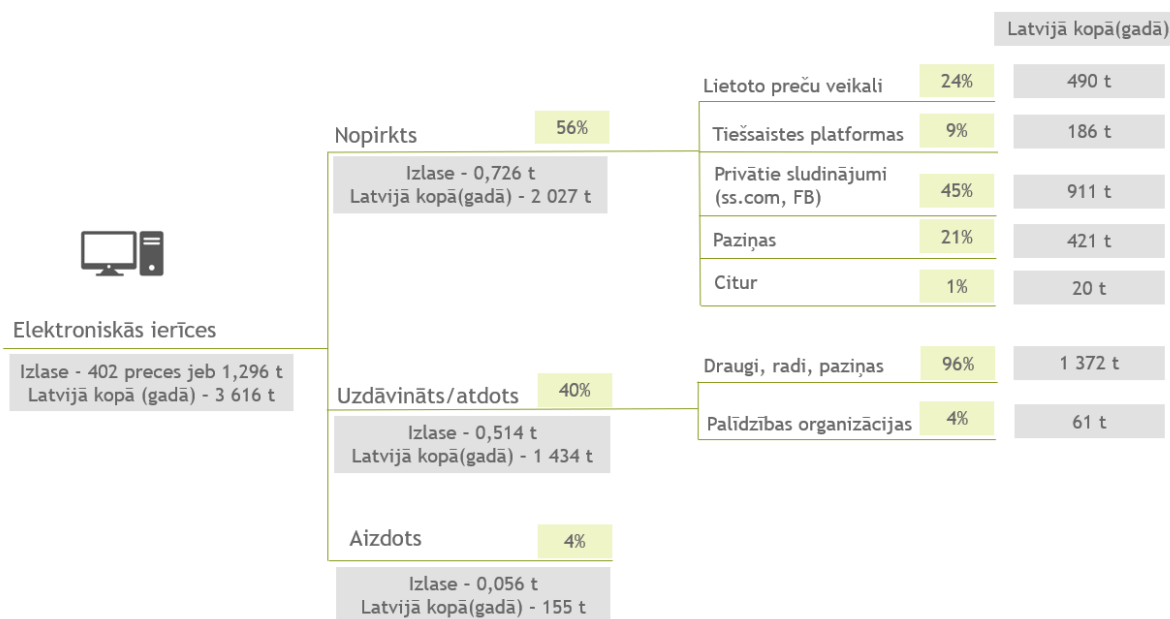 Latvijā kopā(gadā)
Elektroniskās ierīces
Izlase - 402 preces jeb 1,296 t
Latvijā kopā (gadā) - 3 616 t
Nopirkts
56%
Izlase - 0,726 t
Latvijā kopā(gadā) - 2 027 t
Lietoto preču veikali
24%
490 t
Tiešsaistes platformas
9%
186 t
Privātie sludinājumi
(ss.com, FB)
45%
911 t
Paziņas
21%
421 t
Citur
1%
20 t
Uzdāvināts/atdots
40%
Izlase - 0,514 t
Latvijā kopā(gadā) - 1 434 t
Draugi, radi, paziņas
96%
1 372 t
Palīdzības organizācijas
4%
61 t
Aizdots
4%
Izlase - 0,056 t
Latvijā kopā(gadā) - 155 t